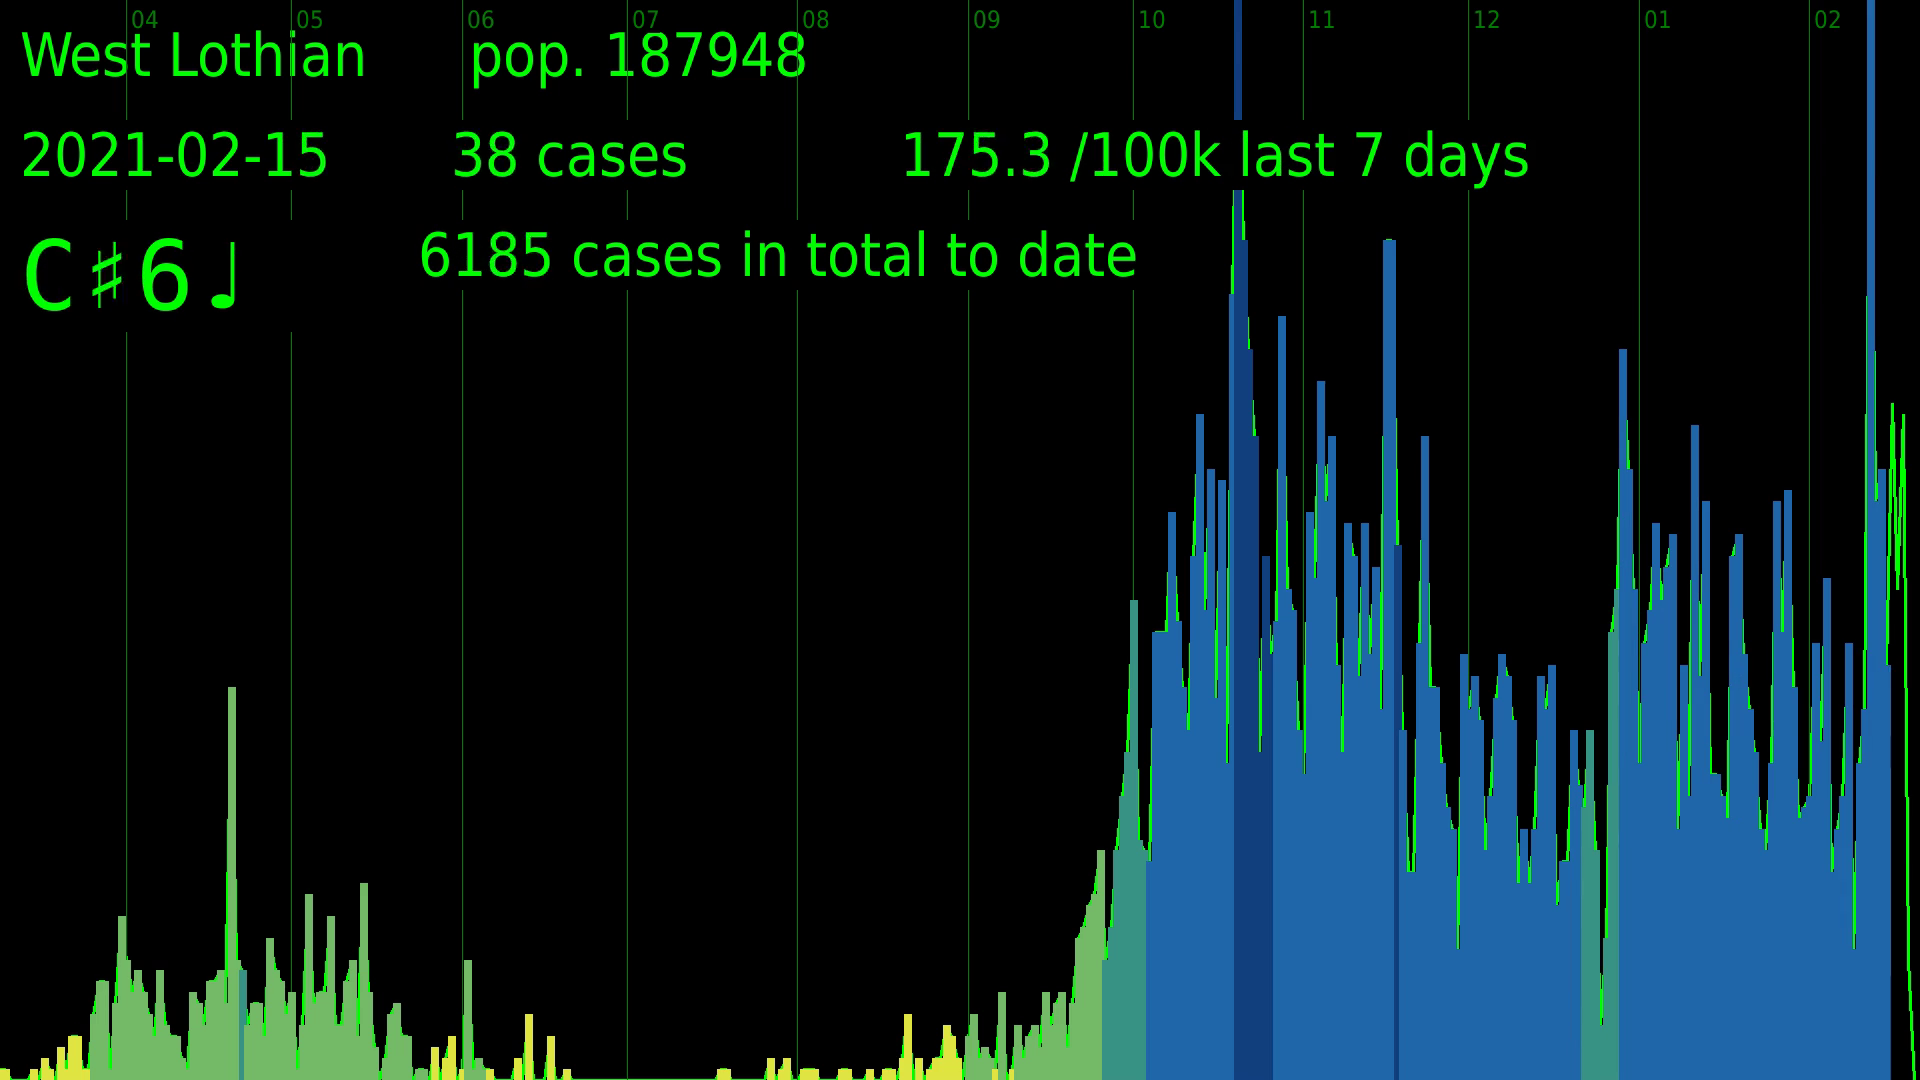 04 05 06 07 08 09 10 11 12 01 02
West Lothian pop. 187948
2021-02-15 38 cases 175.3 /100k last 7 days
C♯6♩ 6185 cases in total to date